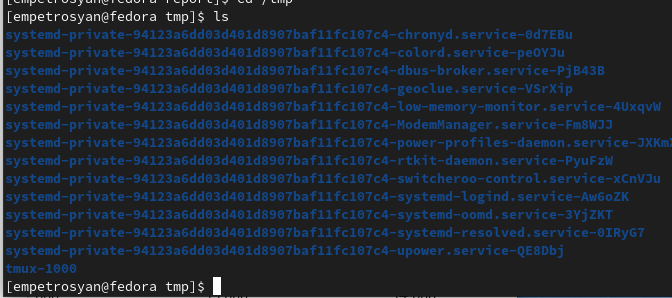 [empetrosyan@fedora report]$ cd /tmp
[empetrosyan@fedora tmp]$ ls
systemd-private-94123a6dd03d401d8907baf11fc107c4-chronyd.service-0d7EBu
systemd-private-94123a6dd03d401d8907baf11fc107c4-colord.service-peOYJu
systemd-private-94123a6dd03d401d8907baf11fc107c4-dbus-broker.service-PjB43B
systemd-private-94123a6dd03d401d8907baf11fc107c4-geoclue.service-VSrXip
systemd-private-94123a6dd03d401d8907baf11fc107c4-low-memory-monitor.service-4UxqvW
systemd-private-94123a6dd03d401d8907baf11fc107c4-ModemManager.service-Fm8WJJ
systemd-private-94123a6dd03d401d8907baf11fc107c4-power-profiles-daemon.service-JXKm
systemd-private-94123a6dd03d401d8907baf11fc107c4-rtkit-daemon.service-PyuFzW
systemd-private-94123a6dd03d401d8907baf11fc107c4-switcheroo-control.service-xCnVJu
systemd-private-94123a6dd03d401d8907baf11fc107c4-systemd-logind.service-Aw6oZK
systemd-private-94123a6dd03d401d8907baf11fc107c4-systemd-oomd.service-3YjZKT
systemd-private-94123a6dd03d401d8907baf11fc107c4-systemd-resolved.service-0IRyG7
systemd-private-94123a6dd03d401d8907baf11fc107c4-upower.service-QE8Dbj
tmux-1000
[empetrosyan@fedora tmp]$